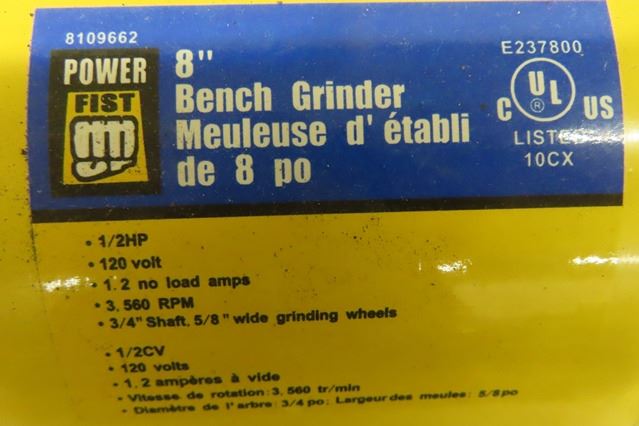 8109662
POWER
FIST
8"
Bench Grinder
Meuleuse d' établi
de 8 po
E237800
C UL ® US
LISTED
10CX
• 1/2HP
• 120 volt
• 1.2 no load amps
• 3,560 RPM
• 3/4" Shaft. 5/8" wide grinding wheels
• 1/2CV
• 120 volts
• 1,2 ampères à vide
• Vitesse de rotation: 3,560 tr/min
• Diamètre de l'arbre: 3/4 po; Largeur des meules: 5/8 po